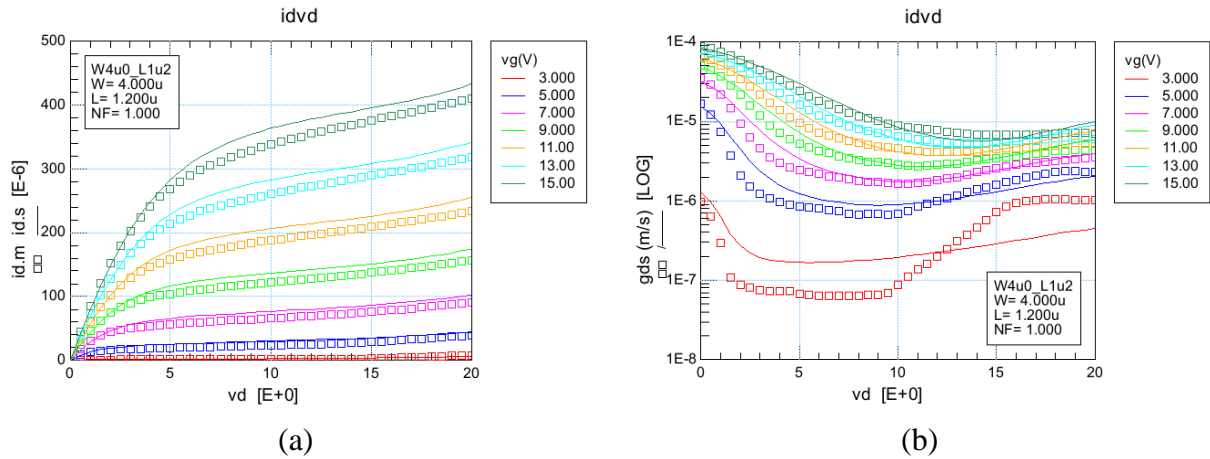 idvd
500
400
300
200
100
0
id.m id.s [E-6]
W4u0_L1u2
W= 4.000u
L= 1.200u
NF= 1.000
0 5 10 15 20
vd [E+0]
vg(V)
3.000
5.000
7.000
9.000
11.00
13.00
15.00
(a)
idvd
1E-4
1E-5
1E-6
1E-7
1E-8
gds (m/s) [LOG]
W4u0_L1u2
W= 4.000u
L= 1.200u
NF= 1.000
0 5 10 15 20
vd [E+0]
vg(V)
3.000
5.000
7.000
9.000
11.00
13.00
15.00
(b)